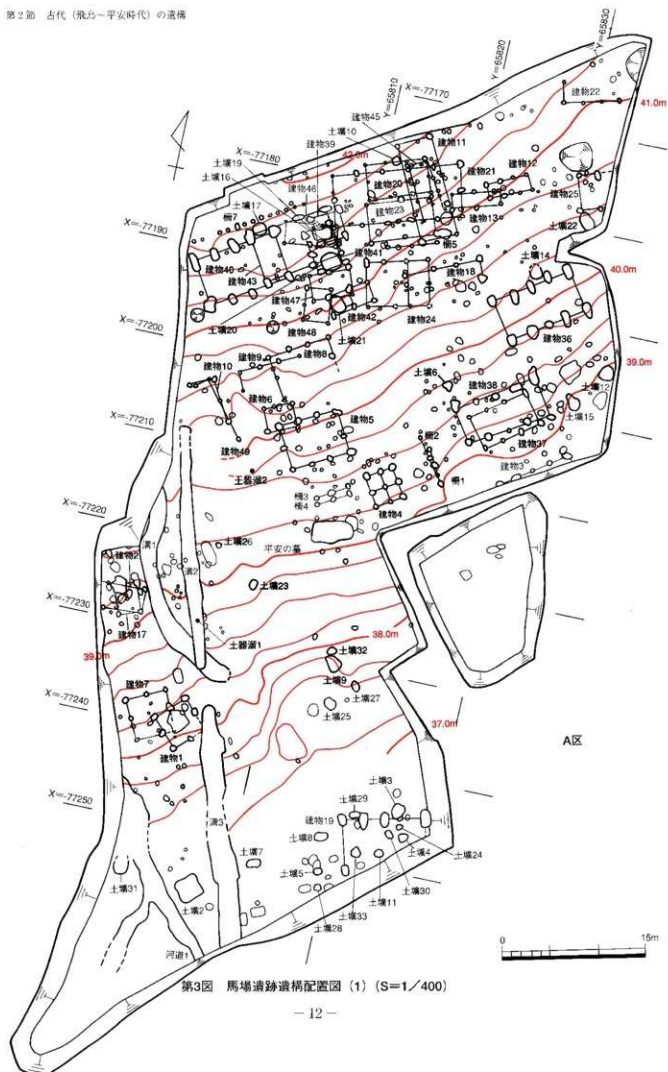 第2節 古代（飛鳥〜平安時代）の遺構
Y=65830
Y=65820
Y=65810
X=-77170
建物22
41.0m
建物45
土壙10
建物39
土壙19
土壙16
X=-77180
42.0m
建物11
建物21
建物12
建物20
建物46
土壙17
柵7
建物23
建物25
建物13
X=-77190
柵5
土壙22
建物41
建物18
土壙14
建物40
建物43
建物47
40.0m
建物42
建物24
X=-77200
土壙20
建物48
土壙21
建物36
建物9
建物8
39.0m
建物10
土壙6
建物38
土壙12
建物6
土壙15
X=-77210
建物5
柵2
建物37
建物49
建物3
土器溜2
柵3
柵4
柵1
建物4
X=-77220
溝1
溝2
土壙26
平安の墓
建物2
土壙23
X=-77230
建物17
土器溜1
38.0m
39.0m
土壙32
建物7
土壙9
土壙27
X=-77240
土壙25
37.0m
建物1
A区
X=-77250
土壙3
土壙29
溝3
建物19
土壙8
土壙7
土壙4
土壙24
土壙31
土壙5
土壙30
土壙2
土壙11
土壙33
土壙28
河道1
0
15m
第3図 馬場遺跡遺構配置図（1）（S=1／400）
— 12 —